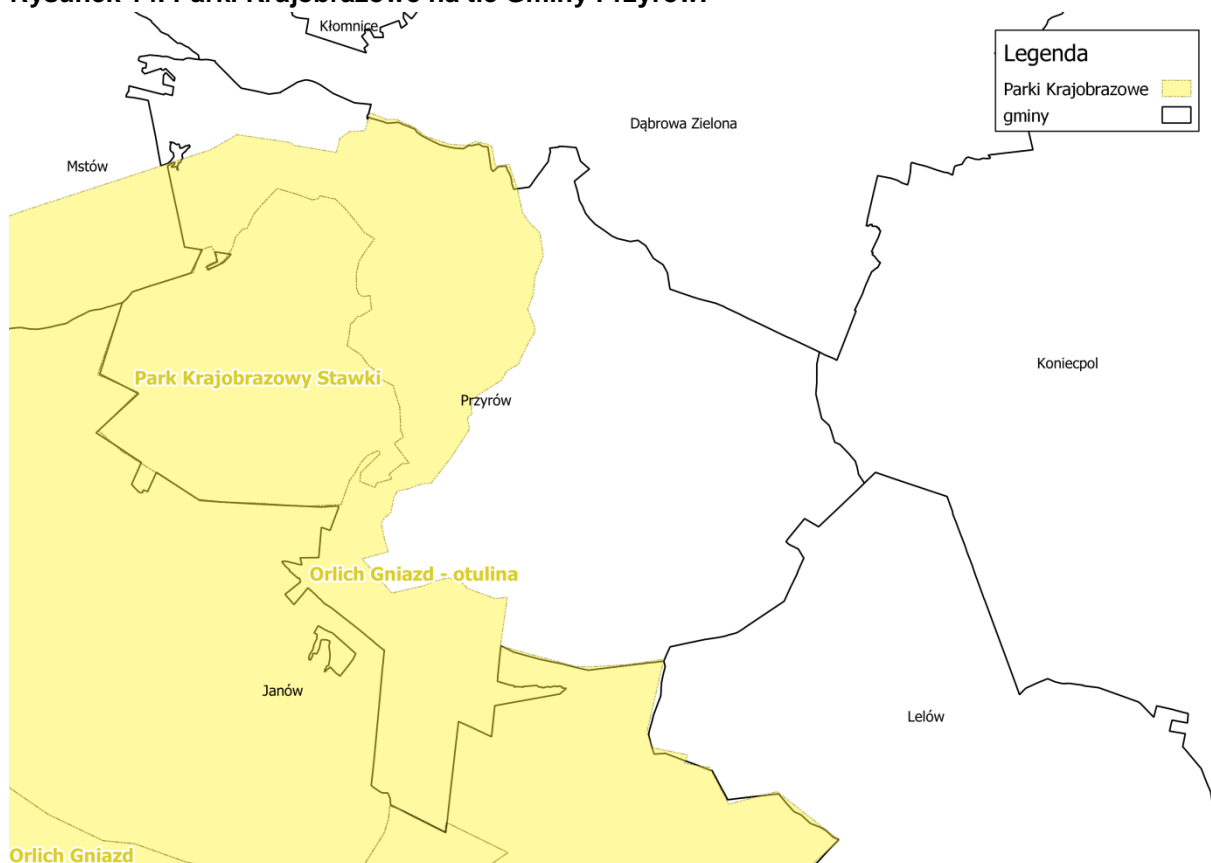 Kłomnice
Legenda
Parki Krajobrazowe
gminy
Dąbrowa Zielona
Mstów
Koniecpol
Park Krajobrazowy Stawki
Przyrów
Orlich Gniazd - otulina
Janów
Lelów
Orlich Gniazd